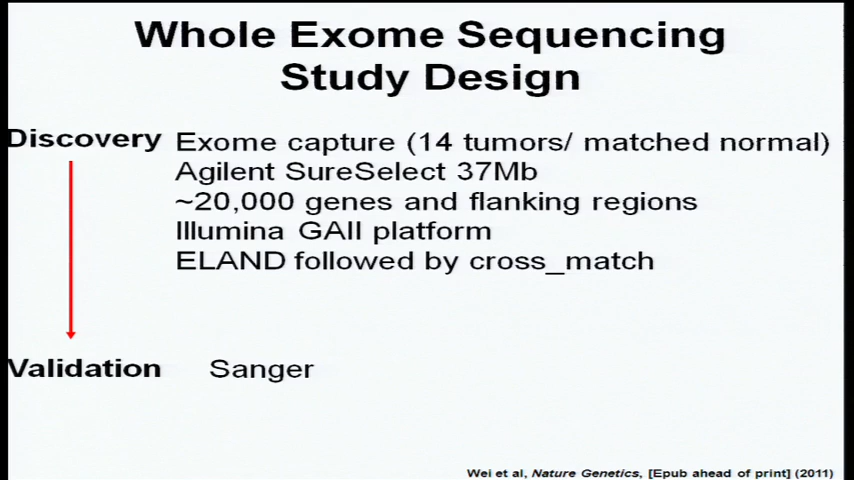 Whole Exome Sequencing
Study Design
Discovery
Exome capture (14 tumors/ matched normal)
Agilent SureSelect 37Mb
~20,000 genes and flanking regions
Illumina GAII platform
ELAND followed by cross_match
Validation
Sanger
Wei et al, Nature Genetics, [Epub ahead of print] (2011)